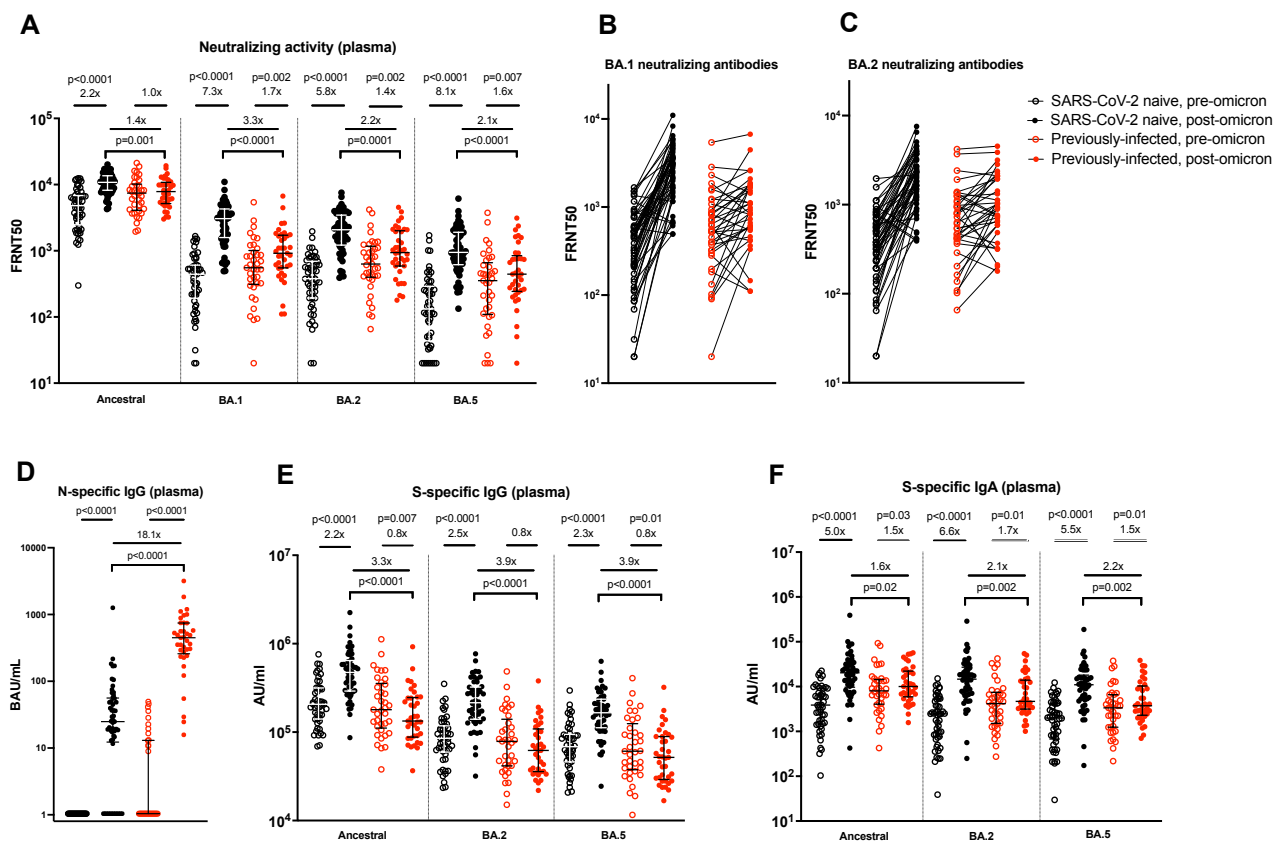 A
Neutralizing activity (plasma)
p<0.0001
2.2x
1.0x
p<0.0001 p=0.002
7.3x 1.7x
p<0.0001 p=0.002
5.8x 1.4x
p<0.0001 p=0.007
8.1x 1.6x
1.4x
p=0.001
3.3x
p<0.0001
2.2x
p=0.0001
2.1x
p<0.0001
FRNT50
10^5
10^4
10^3
10^2
10^1
Ancestral BA.1 BA.2 BA.5
B
BA.1 neutralizing antibodies
FRNT50
10^4
10^3
10^2
10^1
C
BA.2 neutralizing antibodies
FRNT50
10^4
10^3
10^2
10^1
SARS-CoV-2 naive, pre-omicron
SARS-CoV-2 naive, post-omicron
Previously-infected, pre-omicron
Previously-infected, post-omicron
D
N-specific IgG (plasma)
p<0.0001 p<0.0001
18.1x
p<0.0001
BAU/mL
10000
1000
100
10
1
E
S-specific IgG (plasma)
p<0.0001 p=0.007
2.2x 0.8x
p<0.0001
2.5x 0.8x
p<0.0001 p=0.01
2.3x 0.8x
3.3x
p<0.0001
3.9x
p<0.0001
3.9x
p<0.0001
AU/ml
10^7
10^6
10^5
10^4
Ancestral BA.2 BA.5
F
S-specific IgA (plasma)
p<0.0001 p=0.03
5.0x 1.5x
p<0.0001 p=0.01
6.6x 1.7x
p<0.0001 p=0.01
5.5x 1.5x
1.6x
p=0.02
2.1x
p=0.002
2.2x
p=0.002
AU/ml
10^7
10^6
10^5
10^4
10^3
10^2
10^1
Ancestral BA.2 BA.5